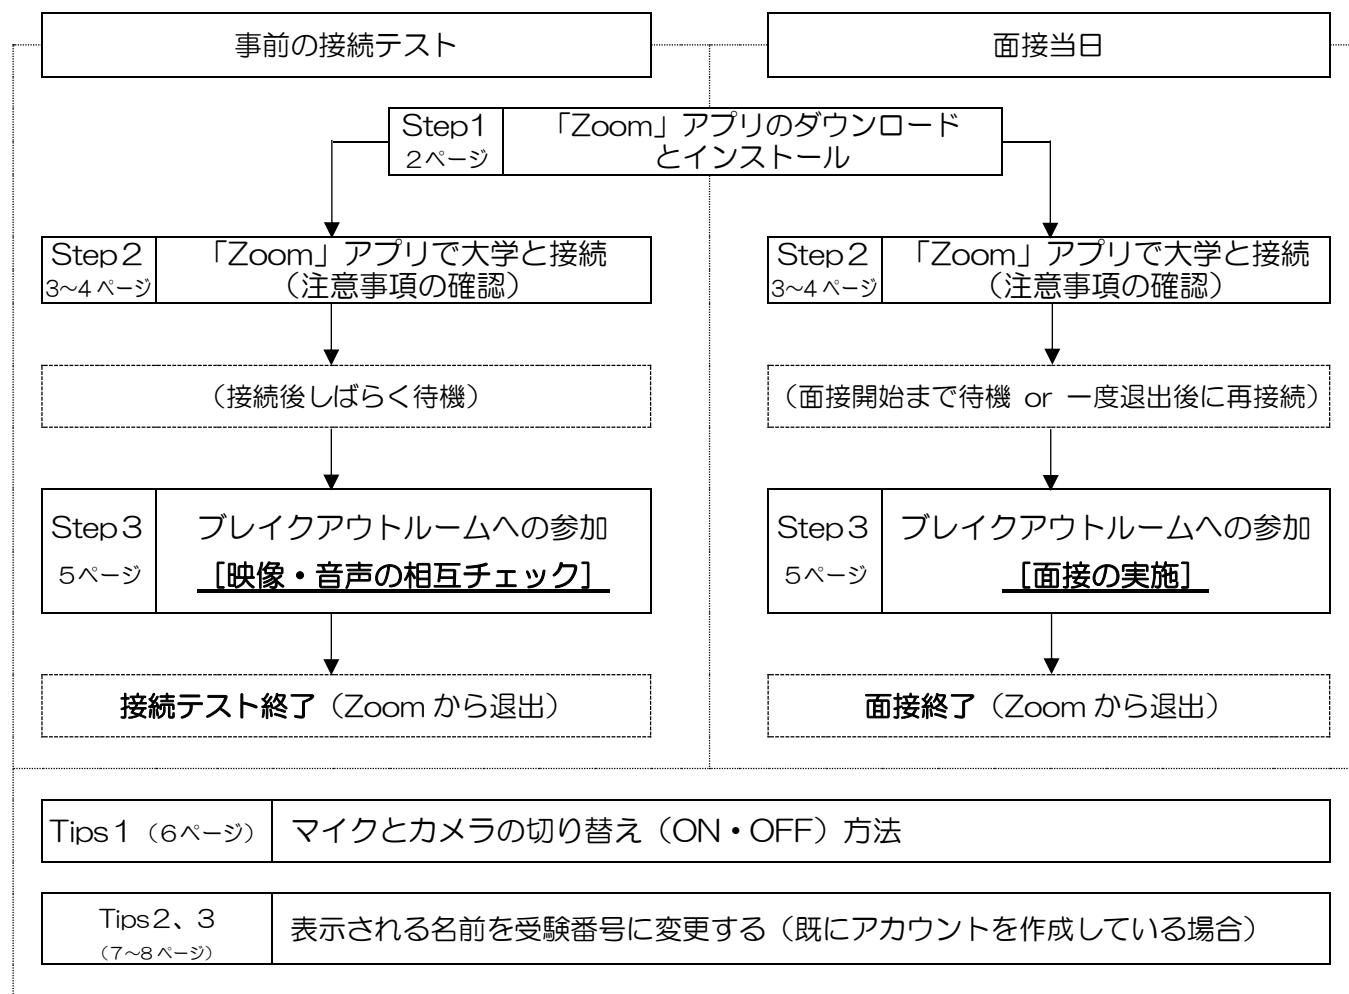 事前の接続テスト
面接当日
Step1
2ページ
「Zoom」アプリのダウンロード
とインストール
Step2
3~4ページ
「Zoom」アプリで大学と接続
(注意事項の確認)
(接続後しばらく待機)
Step3
5ページ
ブレイクアウトルームへの参加
[映像・音声の相互チェック]
接続テスト終了(Zoomから退出)
Step2
3~4ページ
「Zoom」アプリで大学と接続
(注意事項の確認)
(面接開始まで待機 or 一度退出後に再接続)
Step3
5ページ
ブレイクアウトルームへの参加
[面接の実施]
面接終了(Zoomから退出)
Tips1(6ページ)
マイクとカメラの切り替え(ON・OFF)方法
Tips2、3
(7~8ページ)
表示される名前を受験番号に変更する(既にアカウントを作成している場合)